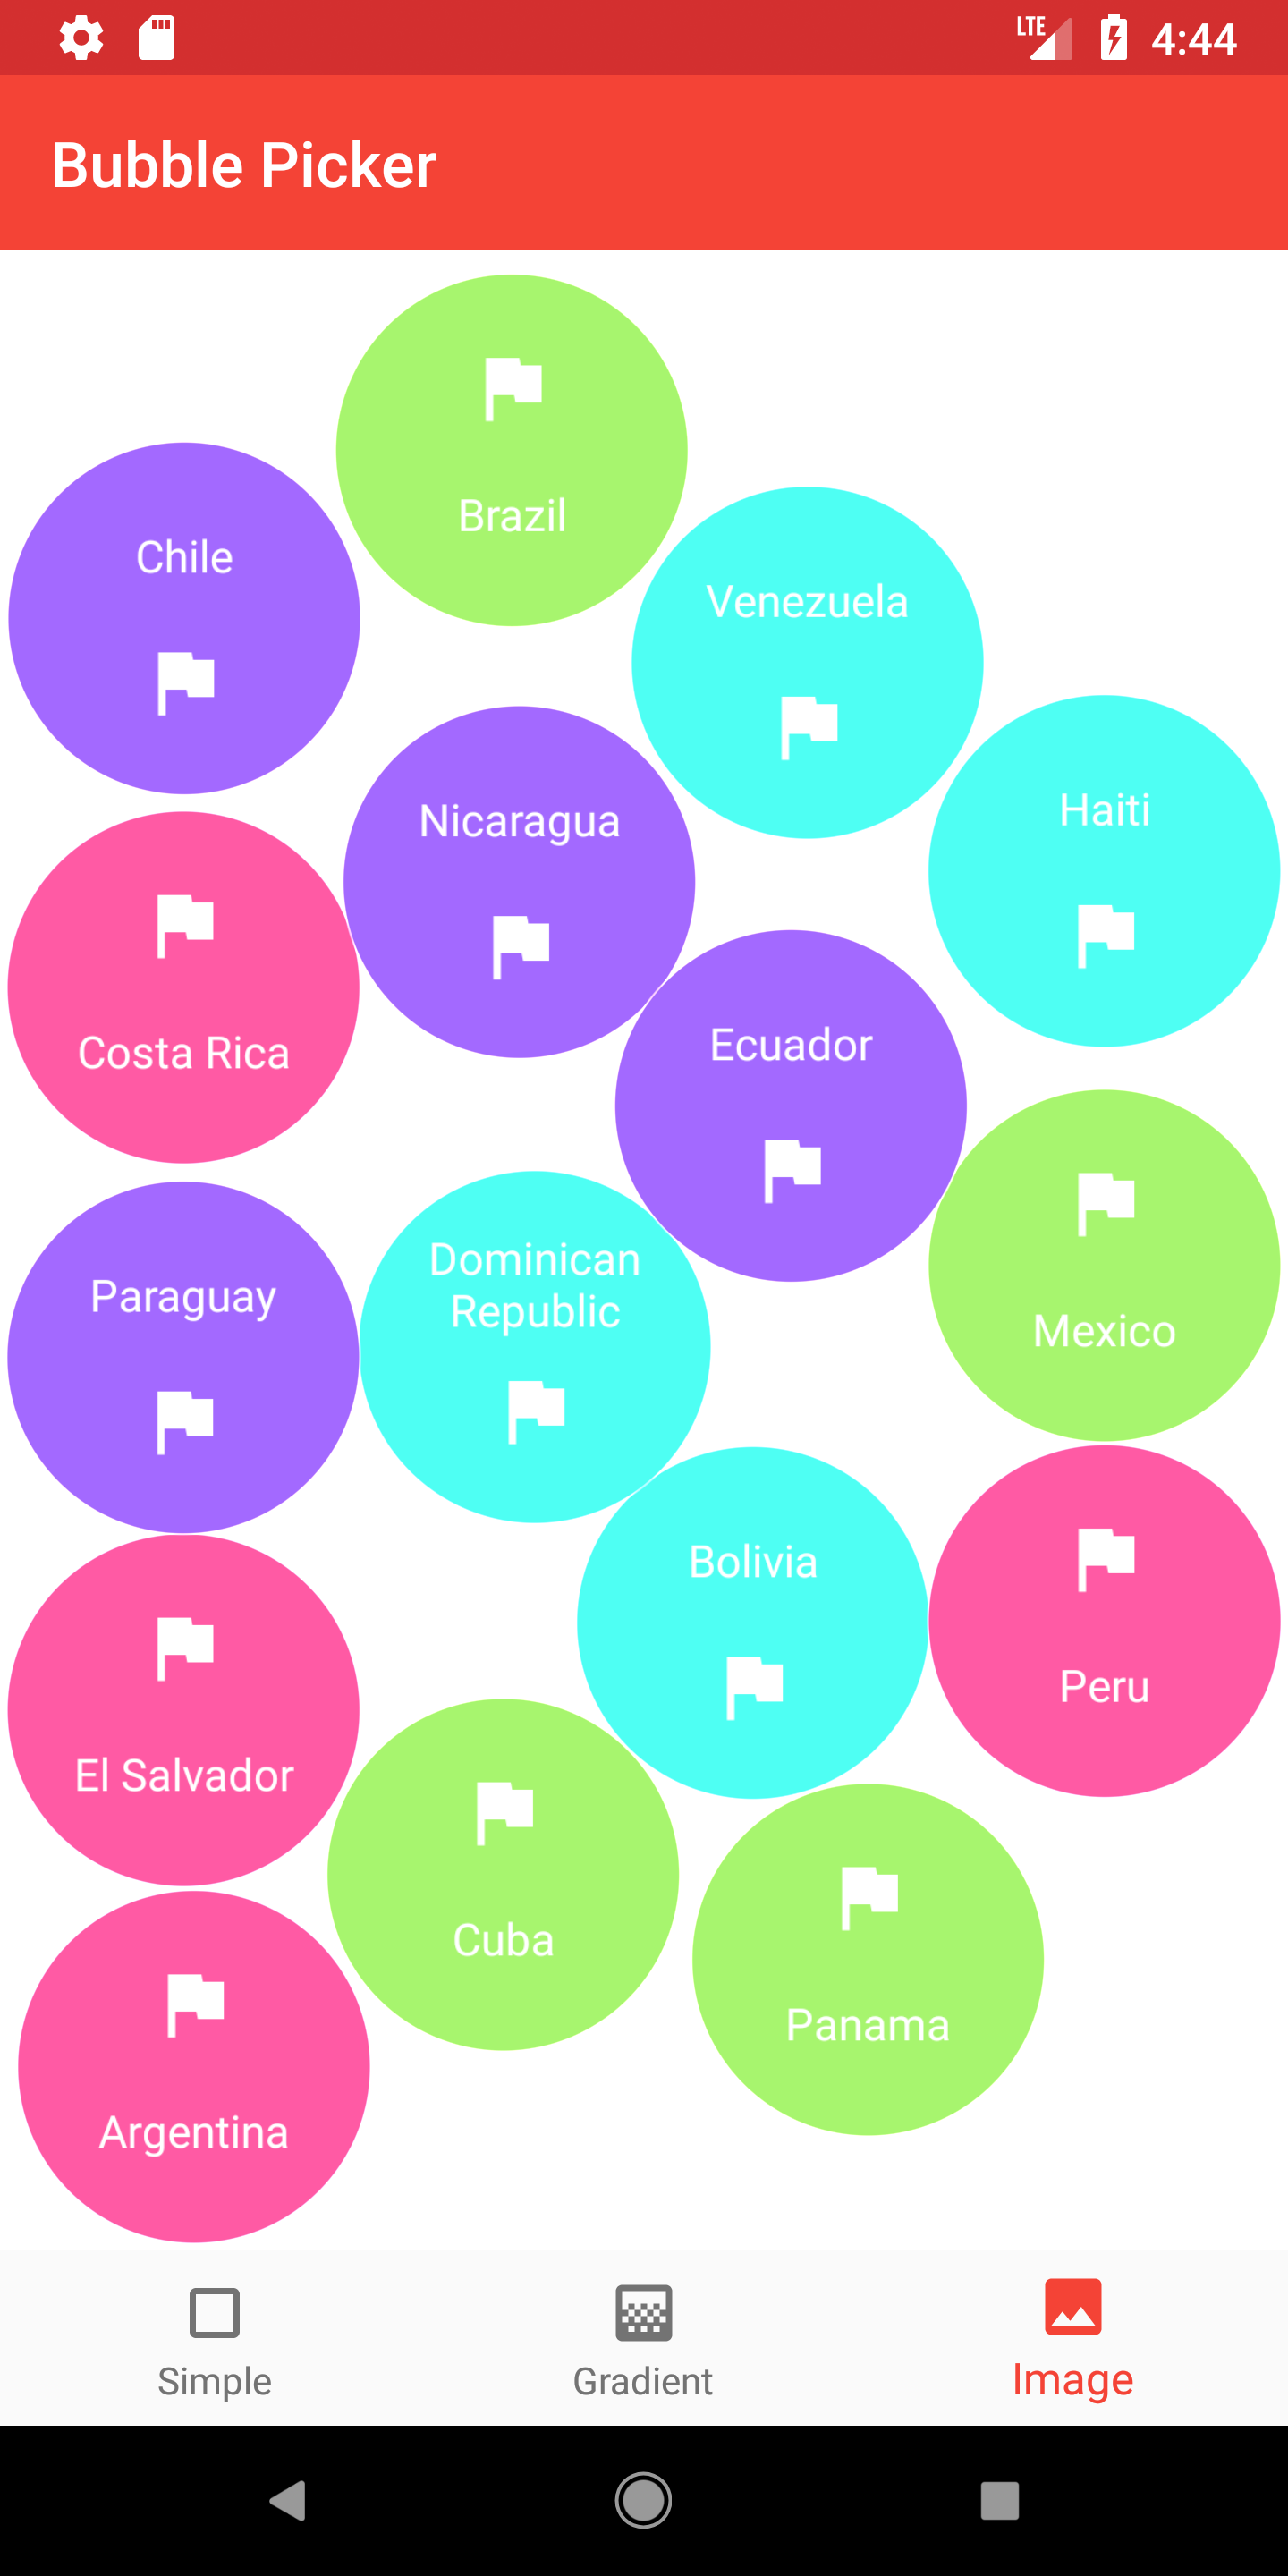 LTE 4:44
Bubble Picker
Brazil
Chile
Venezuela
Haiti
Nicaragua
Costa Rica
Ecuador
Dominican
Republic
Paraguay
Mexico
Bolivia
Peru
El Salvador
Cuba
Panama
Argentina
Simple
Gradient
Image